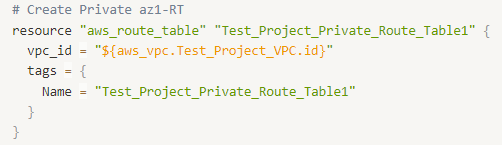 # Create Private az1-RT
resource "aws_route_table" "Test_Project_Private_Route_Table1" {
  vpc_id = "${aws_vpc.Test_Project_VPC.id}"
  tags = {
    Name = "Test_Project_Private_Route_Table1"
  }
}